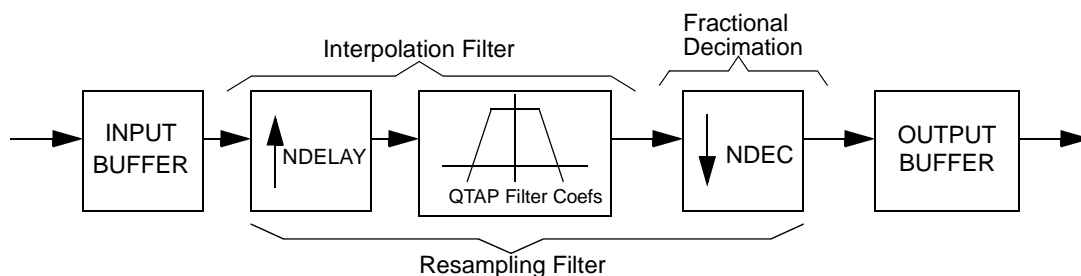 Fractional
Decimation
Interpolation Filter
INPUT
BUFFER
NDELAY
QTAP Filter Coefs
NDEC
OUTPUT
BUFFER
Resampling Filter